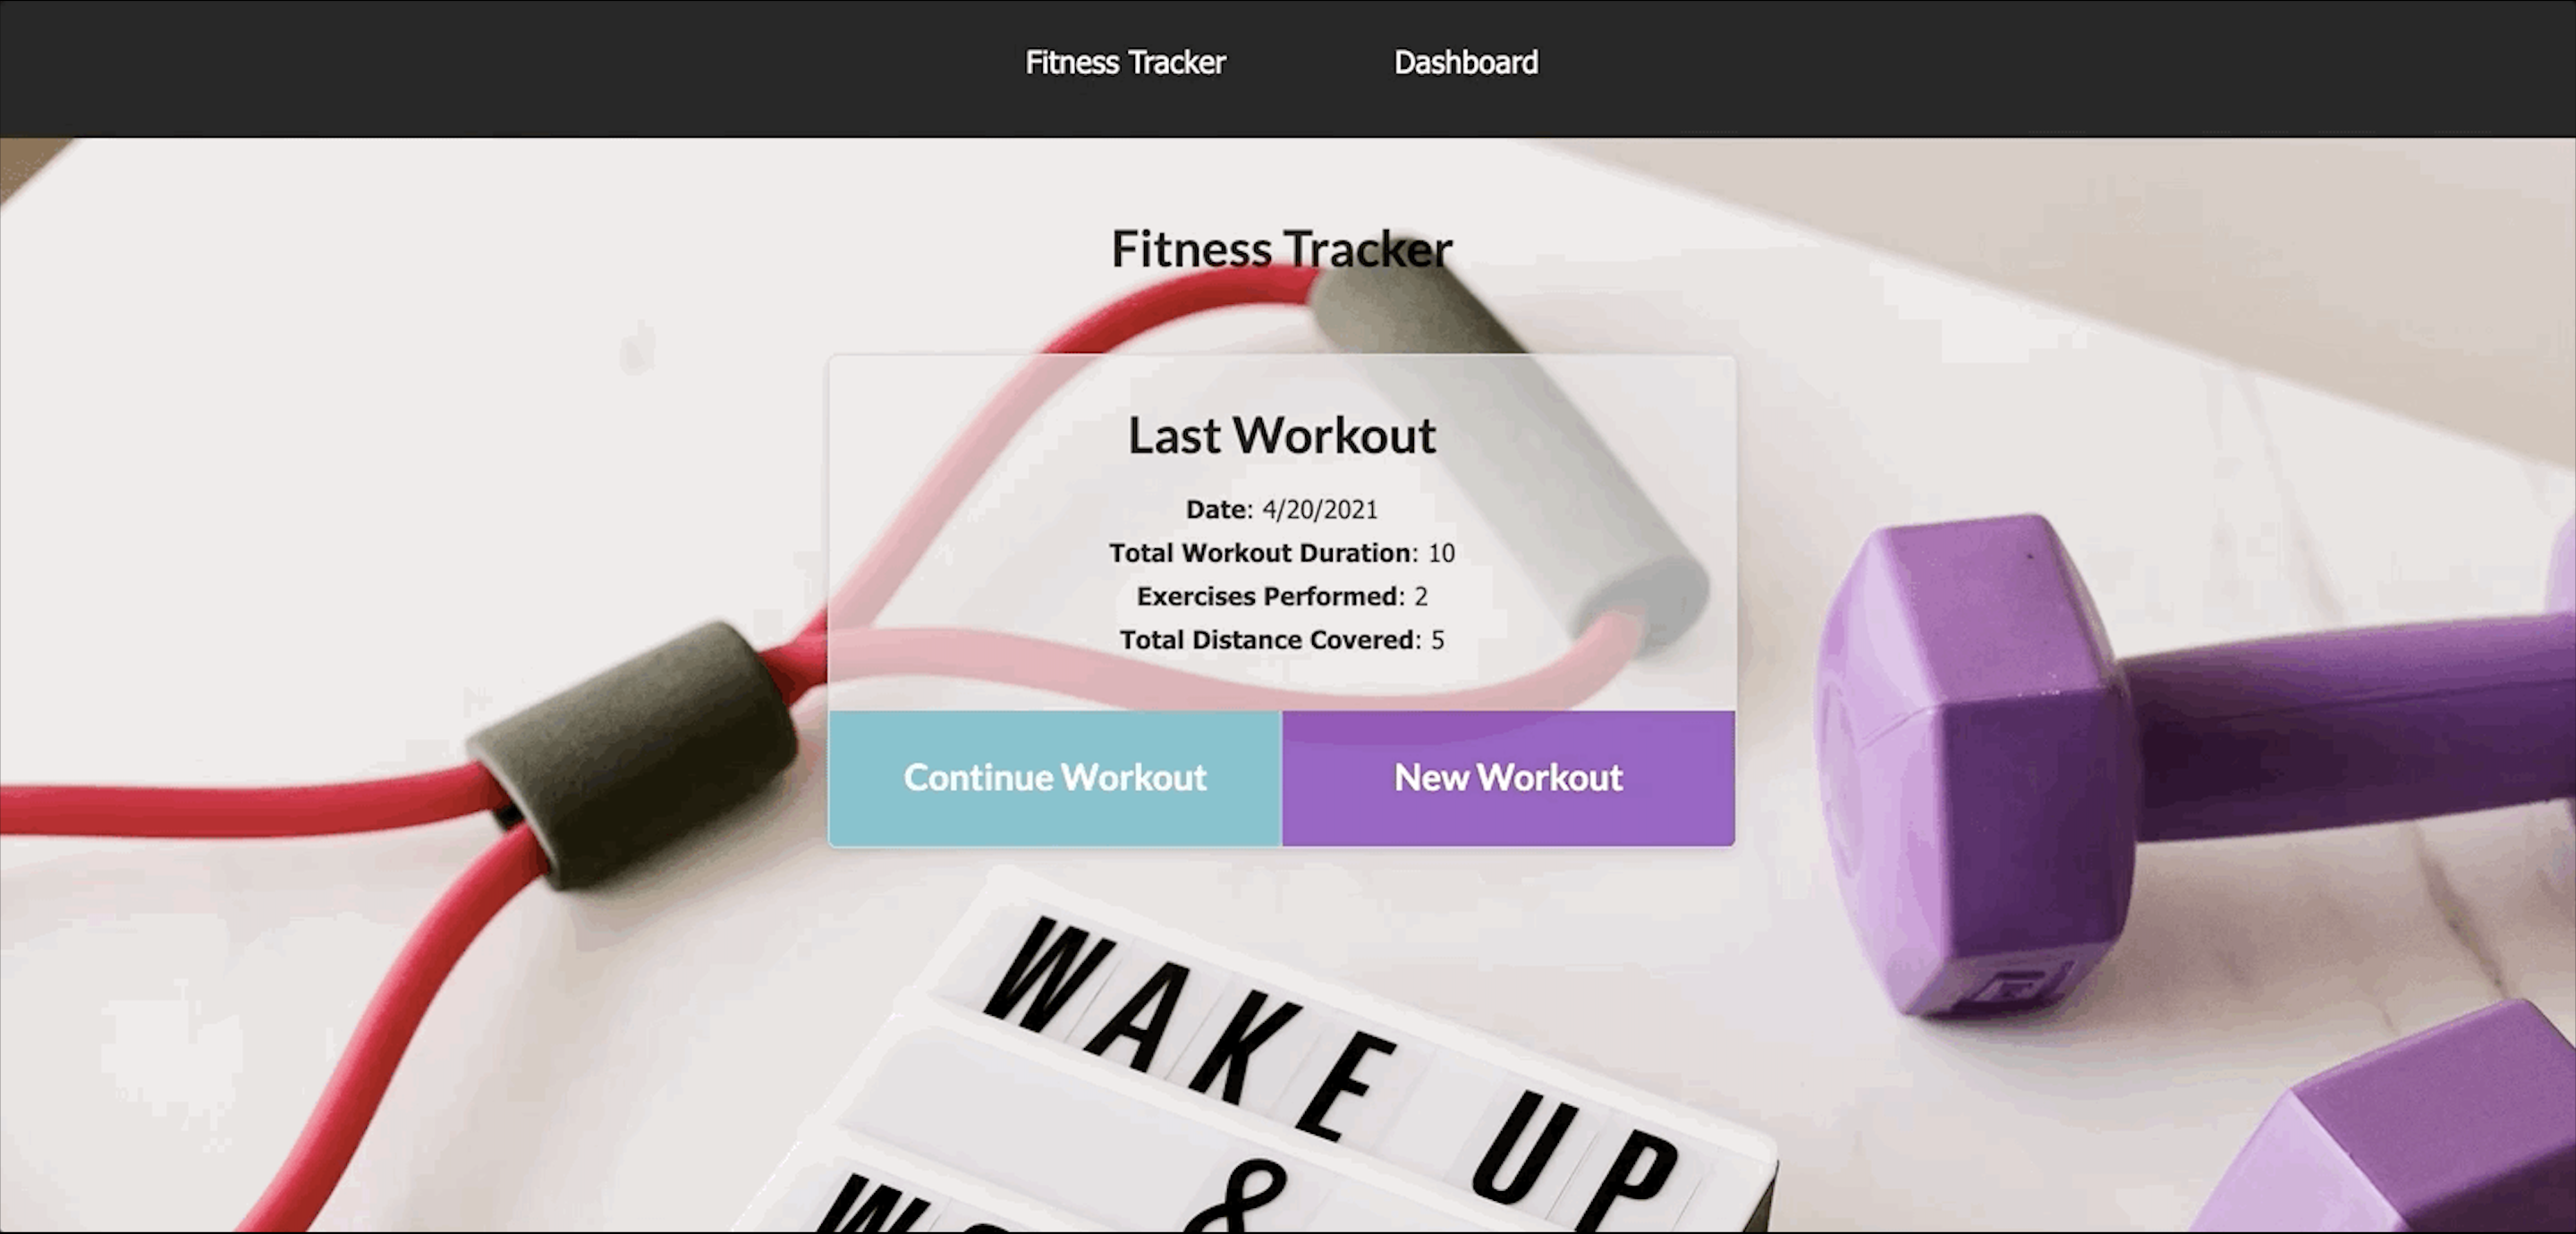 Fitness Tracker Dashboard
Fitness Tracker
Last Workout
Date: 4/20/2021
Total Workout Duration: 10
Exercises Performed: 2
Total Distance Covered: 5
Continue Workout New Workout
WAKE UP
&